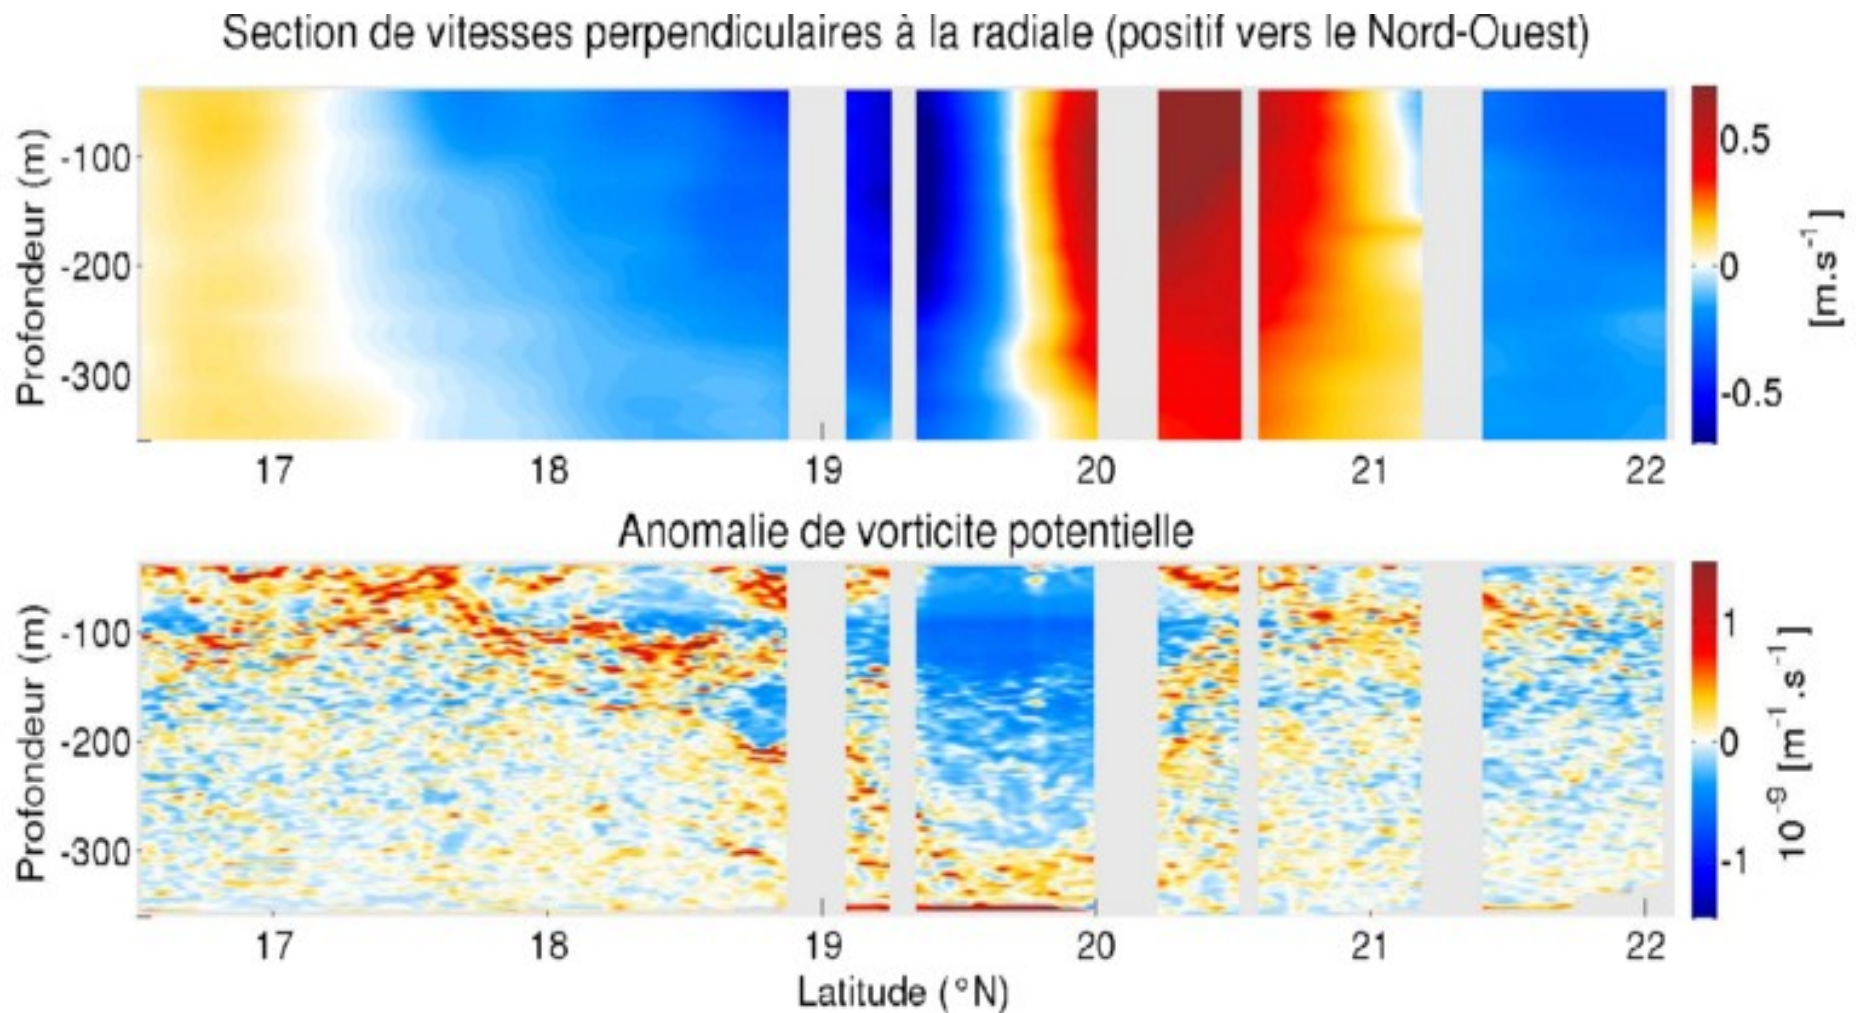 Section de vitesses perpendiculaires à la radiale (positif vers le Nord-Ouest)
Profondeur (m)
-100
-200
-300
17 18 19 20 21 22
0.5
0
-0.5
[m.s⁻¹]
Anomalie de vorticite potentielle
Profondeur (m)
-100
-200
-300
17 18 19 20 21 22
Latitude (°N)
1
0
-1
10⁻⁹ [m⁻¹.s⁻¹]